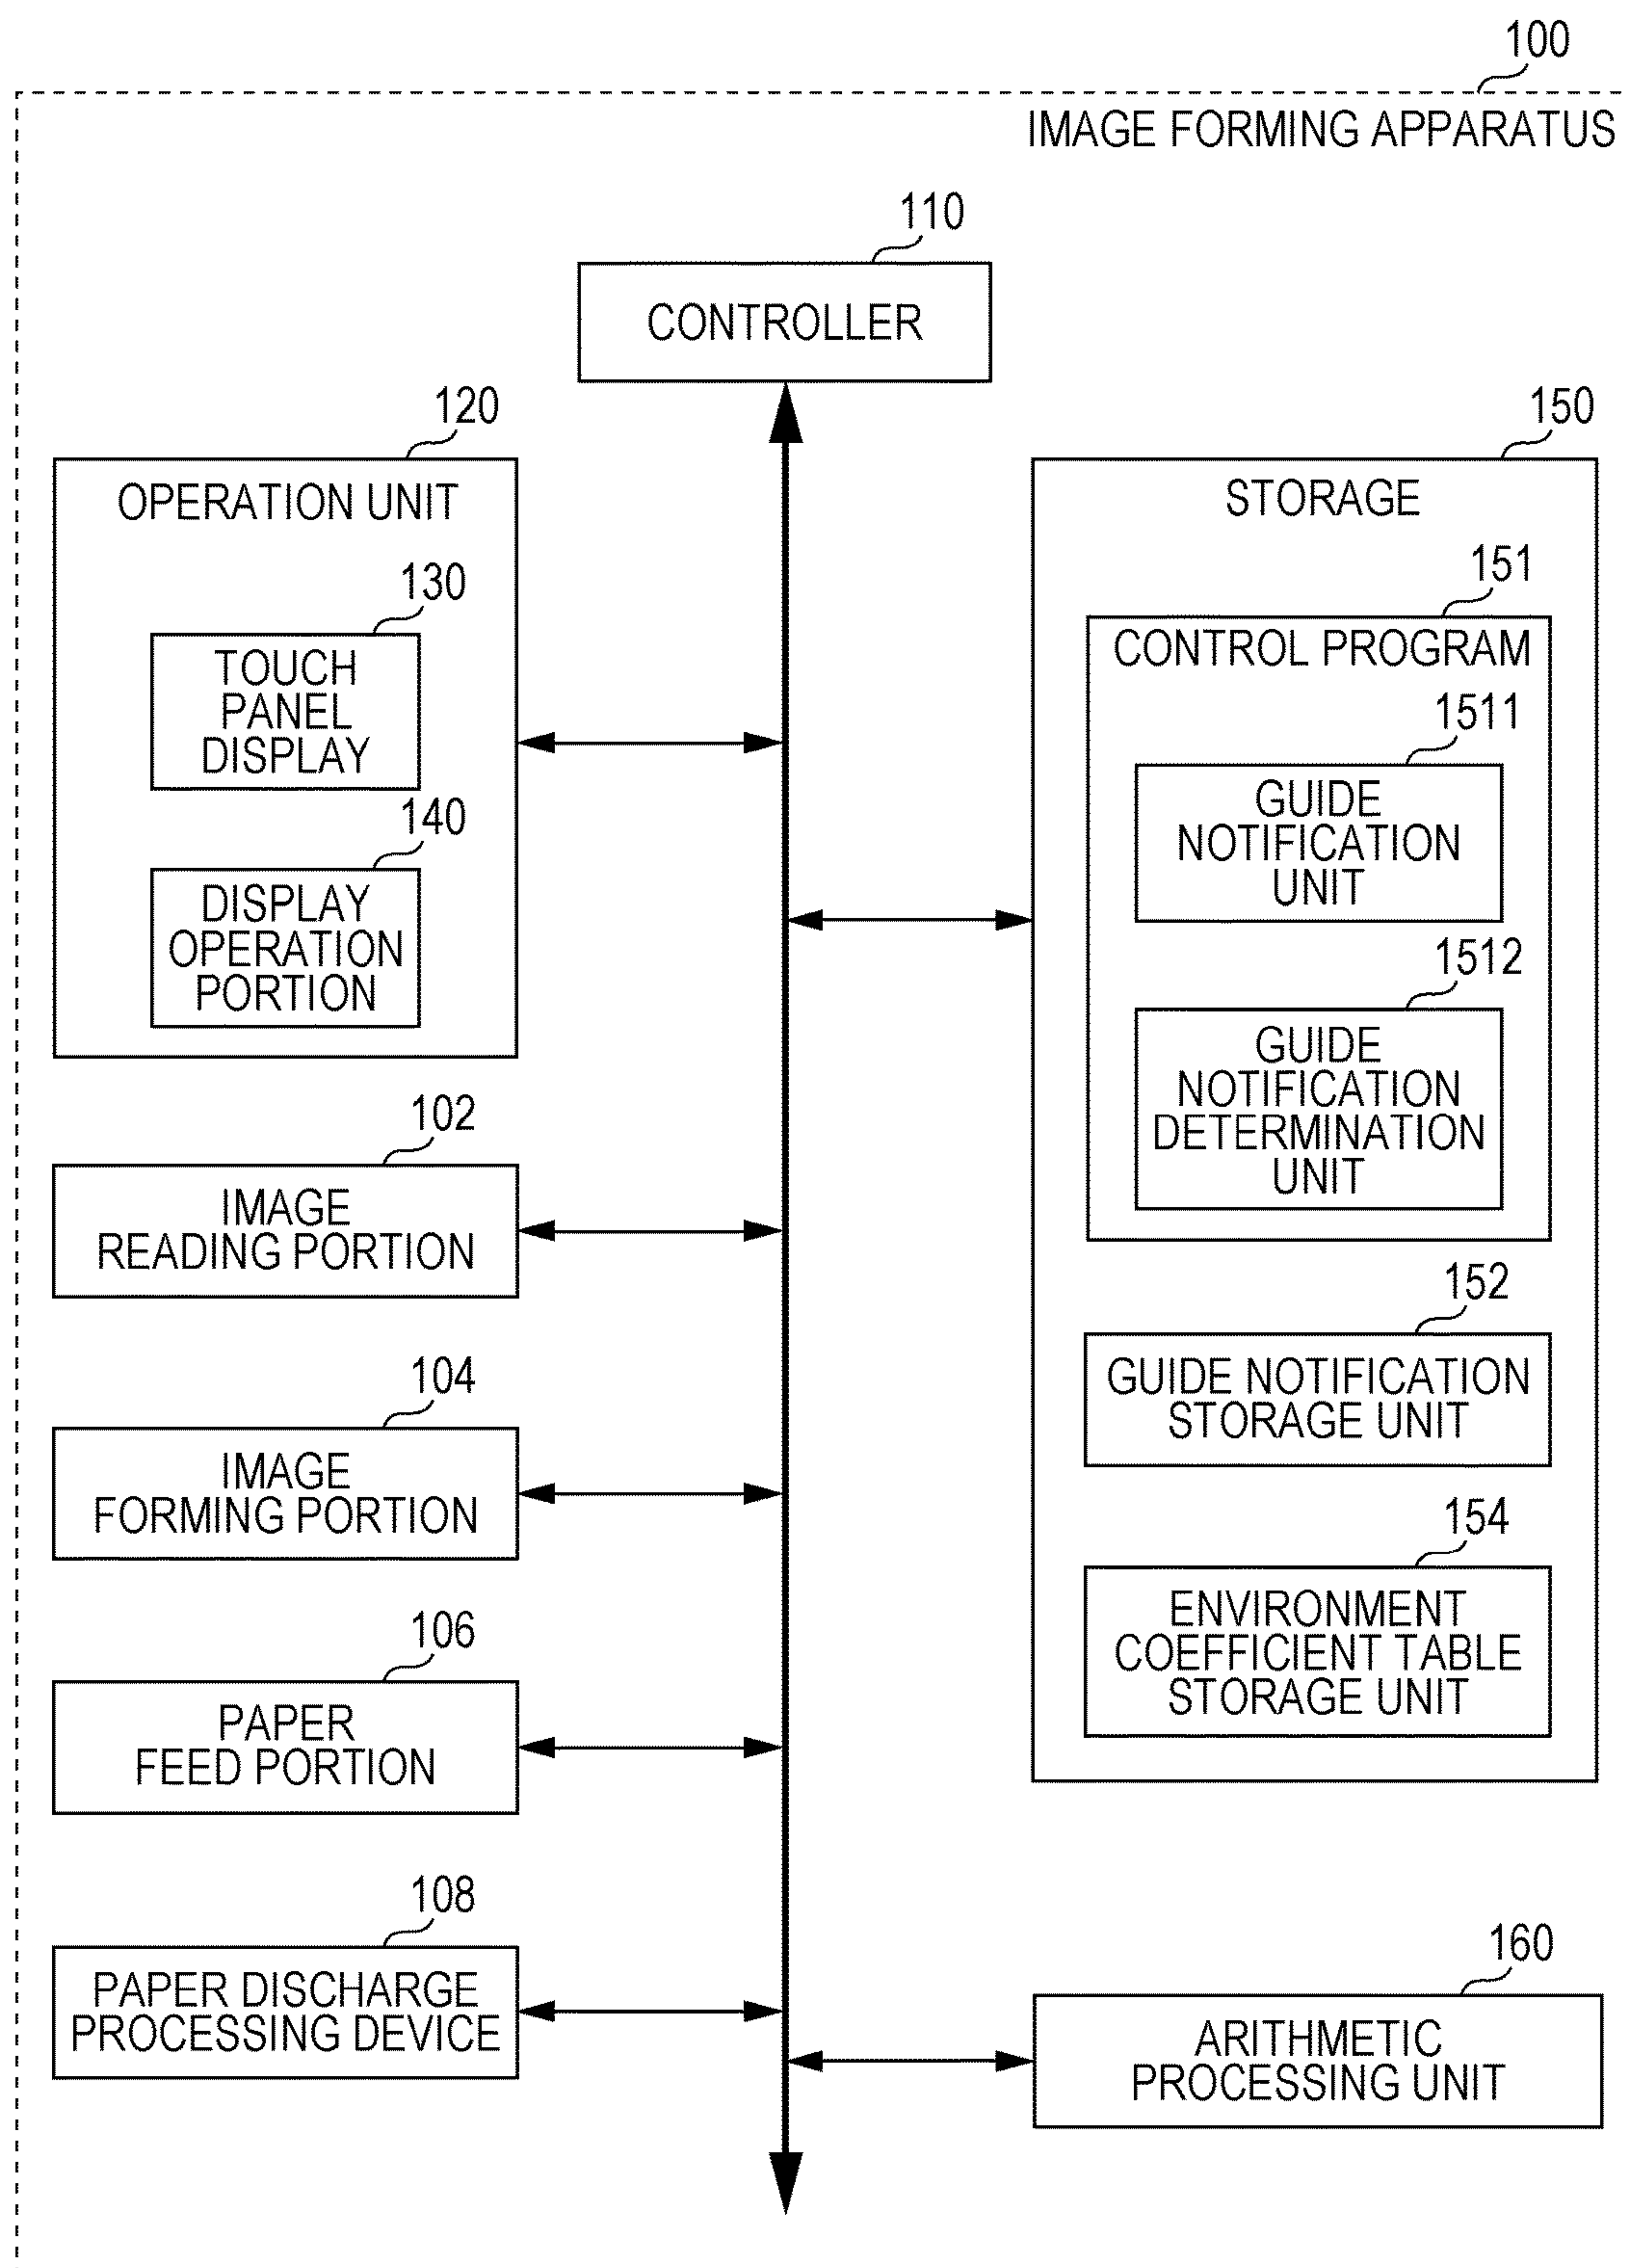 100
IMAGE FORMING APPARATUS
110
CONTROLLER
120
OPERATION UNIT
130
TOUCH
PANEL
DISPLAY
140
DISPLAY
OPERATION
PORTION
102
IMAGE
READING PORTION
104
IMAGE
FORMING PORTION
106
PAPER
FEED PORTION
108
PAPER DISCHARGE
PROCESSING DEVICE
150
STORAGE
151
CONTROL PROGRAM
1511
GUIDE
NOTIFICATION
UNIT
1512
GUIDE
NOTIFICATION
DETERMINATION
UNIT
152
GUIDE NOTIFICATION
STORAGE UNIT
154
ENVIRONMENT
COEFFICIENT TABLE
STORAGE UNIT
160
ARITHMETIC
PROCESSING UNIT